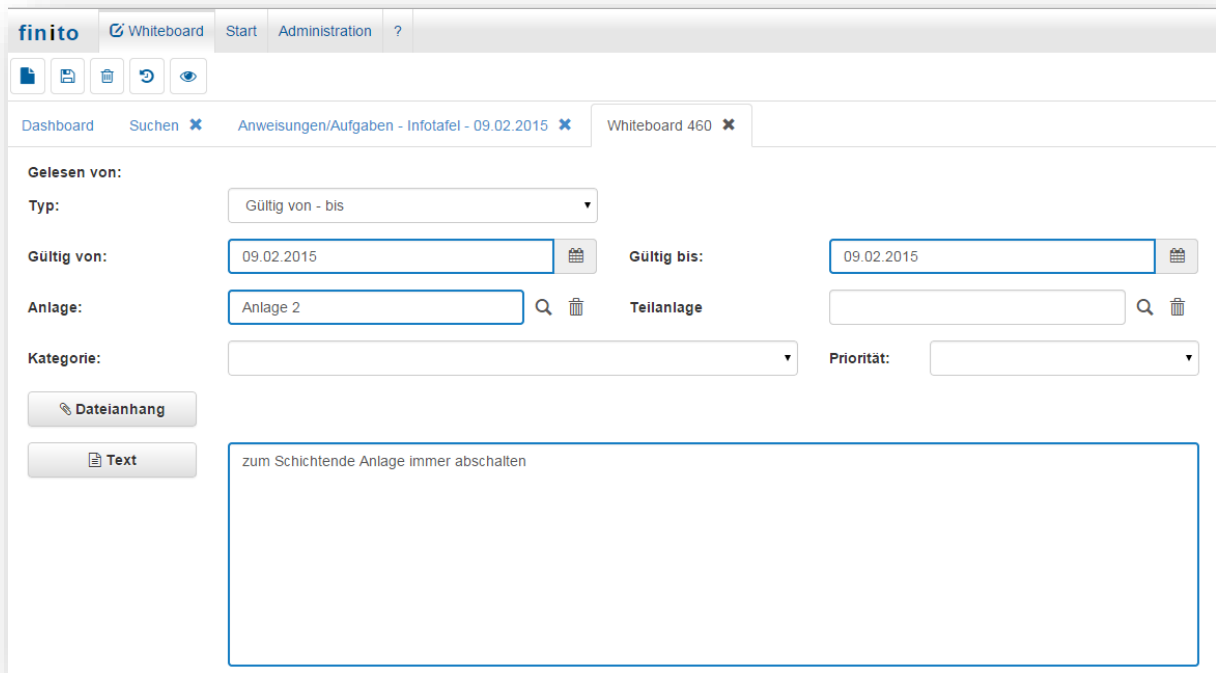 finito Whiteboard Start Administration ?
Dashboard Suchen Anweisungen/Aufgaben - Infotafel - 09.02.2015 Whiteboard 460
Gelesen von:
Typ: Gültig von - bis
Gültig von: 09.02.2015 Gültig bis: 09.02.2015
Anlage: Anlage 2 Teilanlage
Kategorie: Priorität:
Dateianhang
Text zum Schichtende Anlage immer abschalten